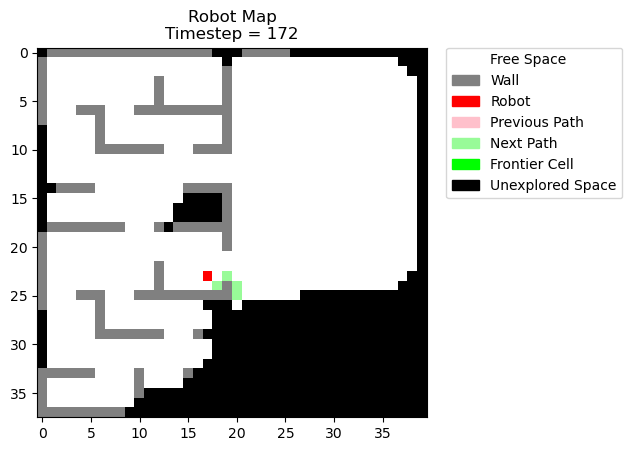 Robot Map
Timestep = 172
Free Space
Wall
Robot
Previous Path
Next Path
Frontier Cell
Unexplored Space
0
5
10
15
20
25
30
35
0 5 10 15 20 25 30 35